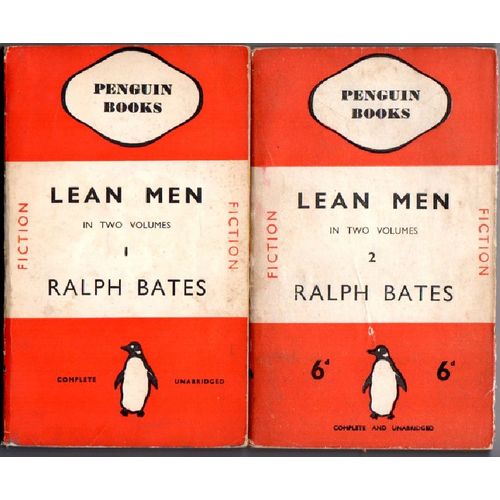 PENGUIN
BOOKS
LEAN MEN
IN TWO VOLUMES
1
RALPH BATES
FICTION
FICTION
COMPLETE UNABRIDGED
PENGUIN
BOOKS
LEAN MEN
IN TWO VOLUMES
2
RALPH BATES
FICTION
FICTION
6d 6d
COMPLETE AND UNABRIDGED